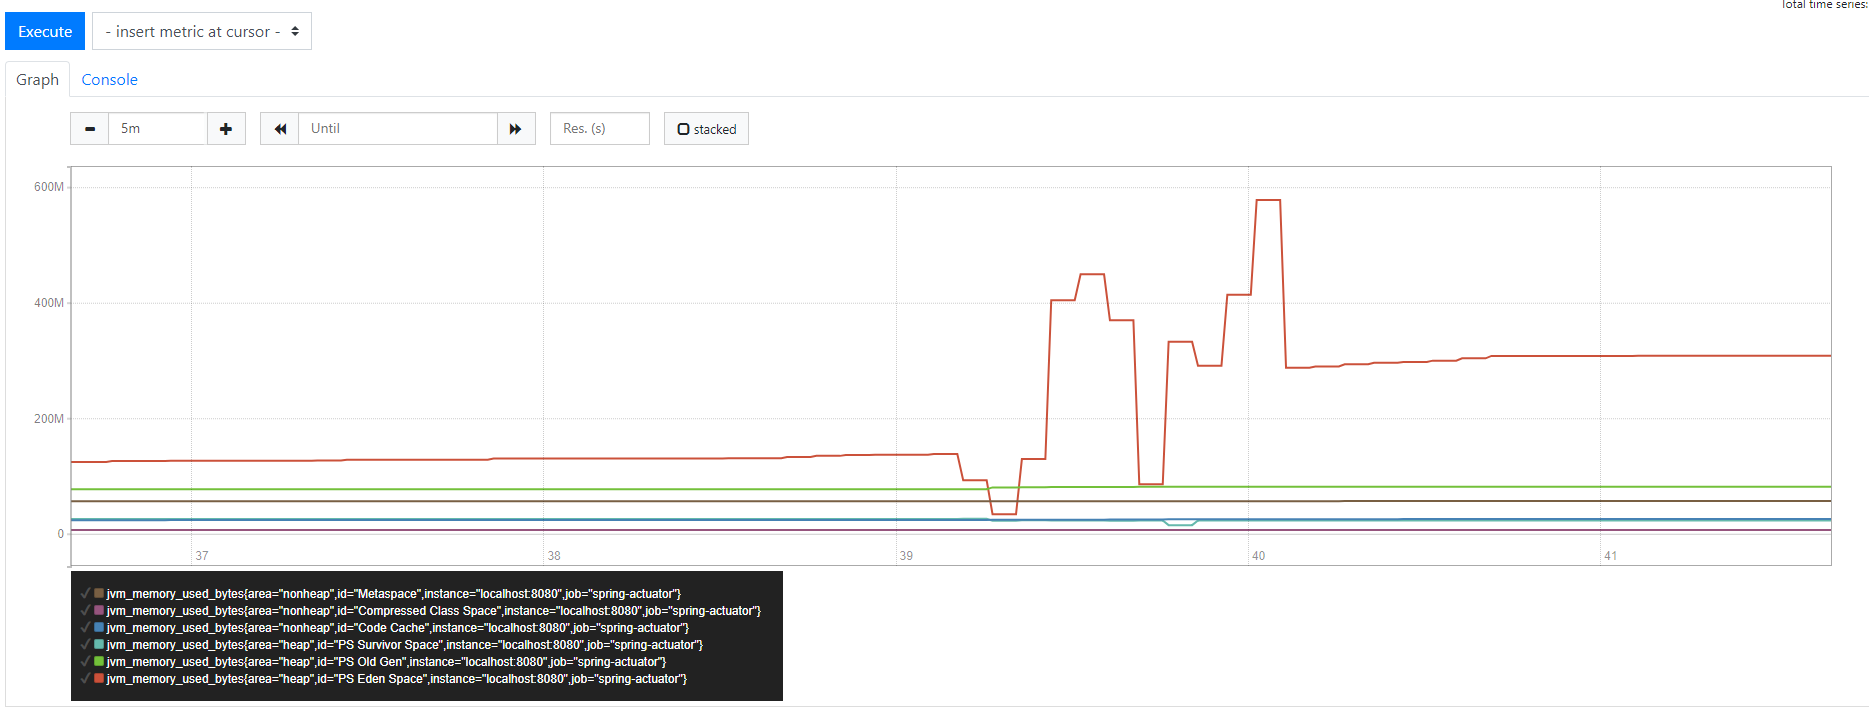 Total time series:
Execute - insert metric at cursor -
Graph Console
5m Until Res. (s) stacked
600M
400M
200M
0
37 38 39 40 41
jvm_memory_used_bytes{area="nonheap",id="Metaspace",instance="localhost:8080",job="spring-actuator"}
jvm_memory_used_bytes{area="nonheap",id="Compressed Class Space",instance="localhost:8080",job="spring-actuator"}
jvm_memory_used_bytes{area="nonheap",id="Code Cache",instance="localhost:8080",job="spring-actuator"}
jvm_memory_used_bytes{area="heap",id="PS Survivor Space",instance="localhost:8080",job="spring-actuator"}
jvm_memory_used_bytes{area="heap",id="PS Old Gen",instance="localhost:8080",job="spring-actuator"}
jvm_memory_used_bytes{area="heap",id="PS Eden Space",instance="localhost:8080",job="spring-actuator"}